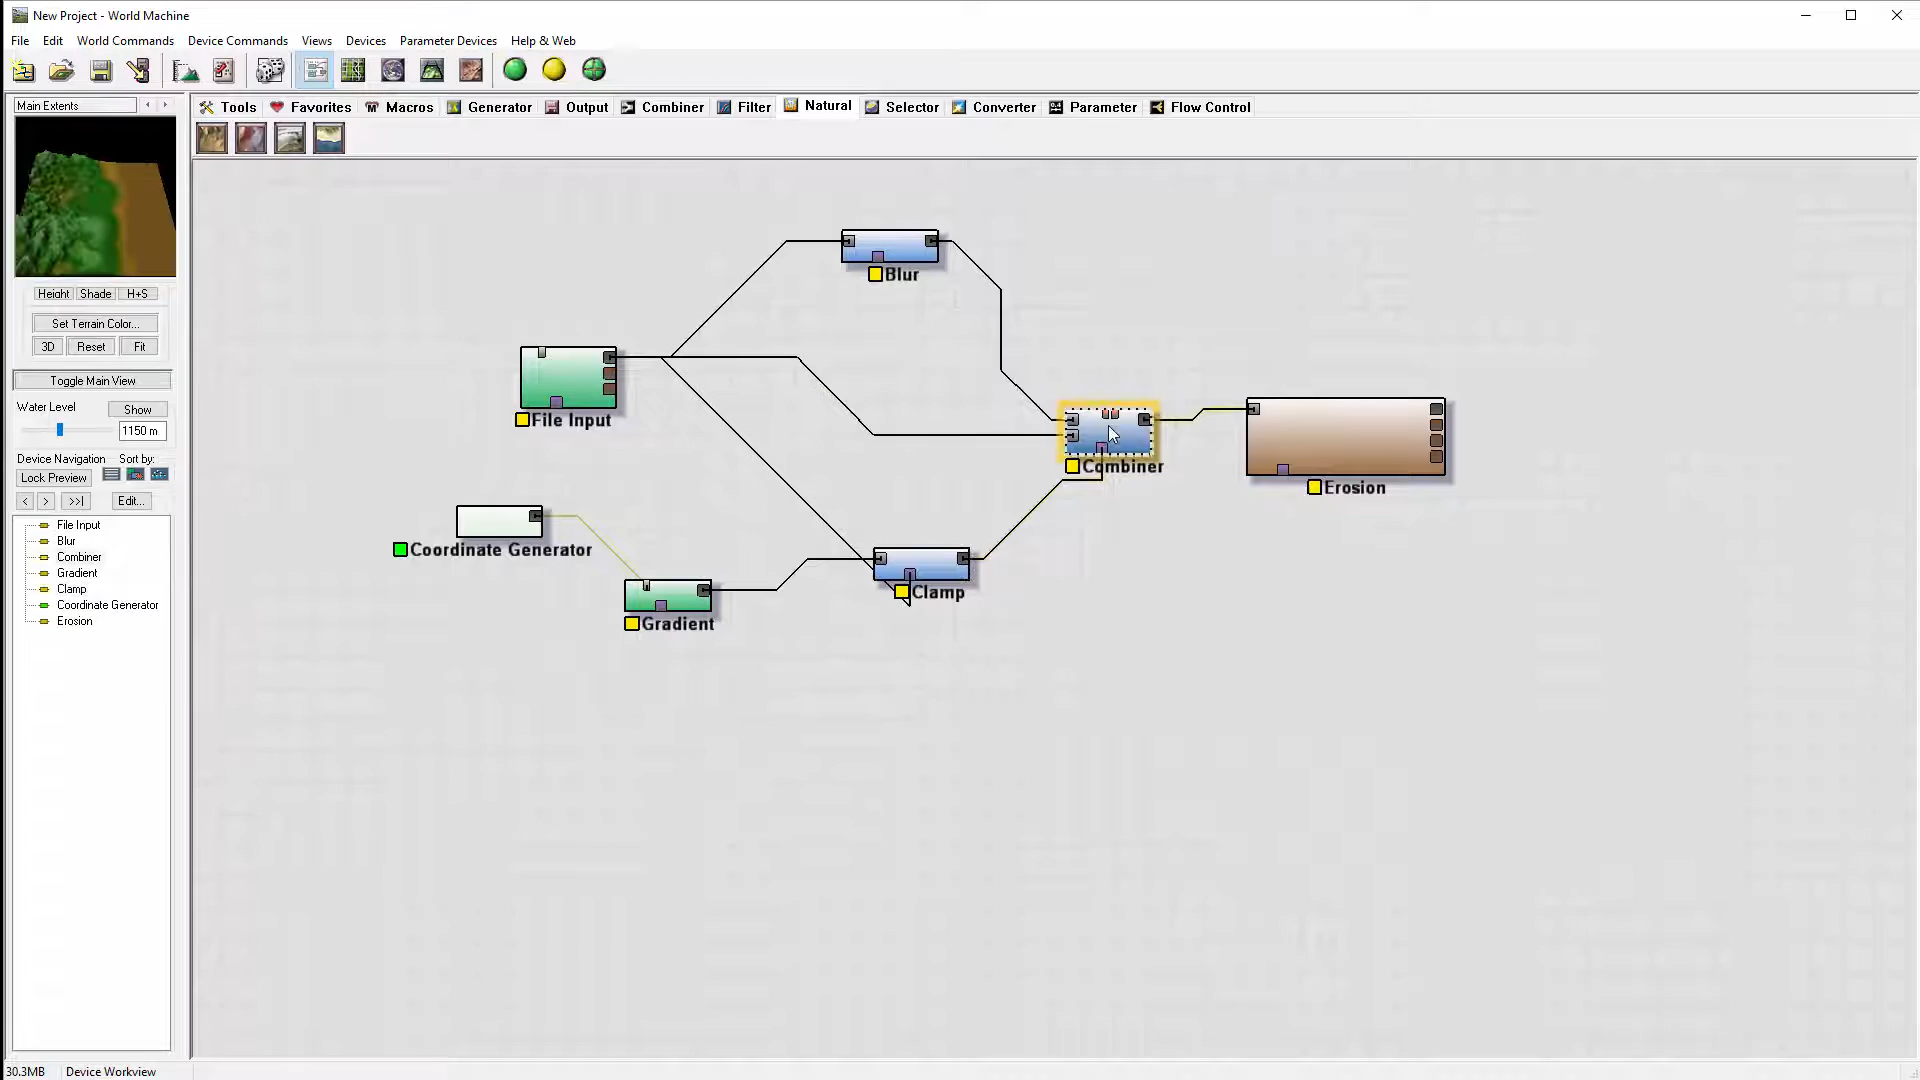 New Project - World Machine
File Edit World Commands Device Commands Views Devices Parameter Devices Help & Web
Main Extents
Tools Favorites Macros Generator Output Combiner Filter Natural Selector Converter Parameter Flow Control
Height Shade H+S
Set Terrain Color...
3D Reset Fit
Toggle Main View
Water Level Show
1150 m
Device Navigation Sort by:
Lock Preview
< > >>| Edit...
File Input
Blur
Combiner
Gradient
Clamp
Coordinate Generator
Erosion
Blur
File Input
Combiner
Erosion
Coordinate Generator
Clamp
Gradient
30.3MB Device Workview